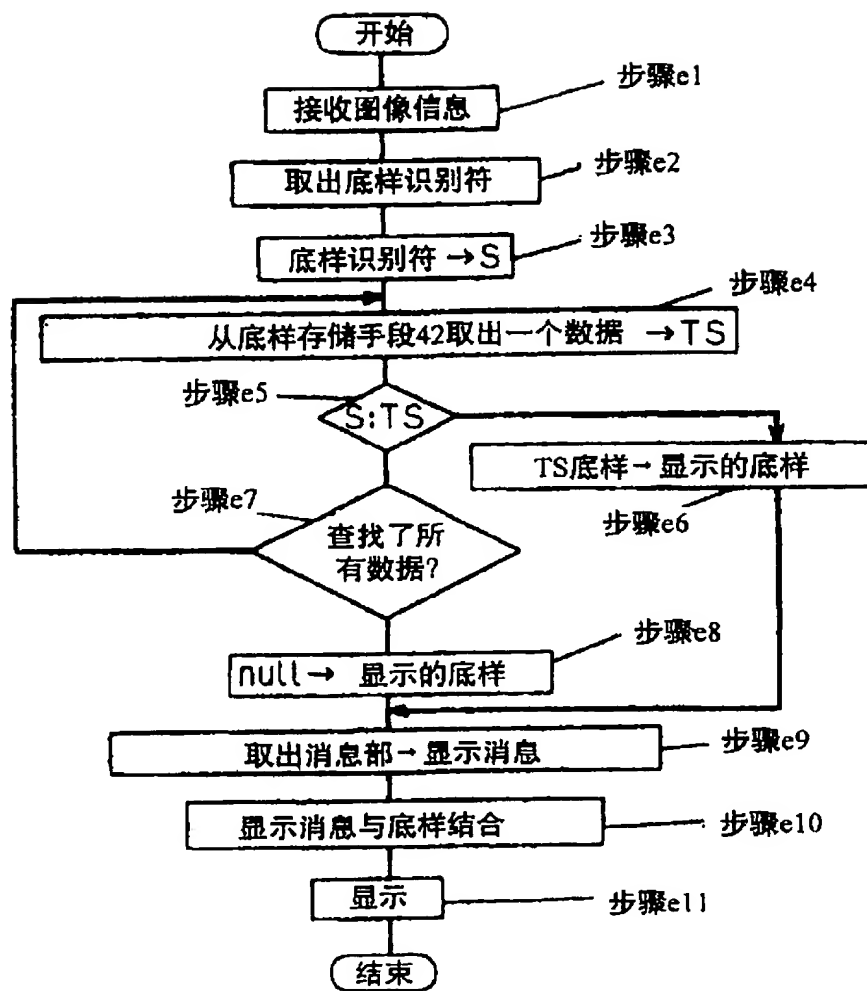 开始
步骤e1
接收图像信息
步骤e2
取出底样识别符
步骤e3
底样识别符→S
步骤e4
从底样存储手段42取出一个数据→TS
步骤e5
S:TS
TS底样→显示的底样
步骤e6
步骤e7
查找了所
有数据?
步骤e8
null→显示的底样
步骤e9
取出消息部→显示消息
步骤e10
显示消息与底样结合
显示
步骤e11
结束